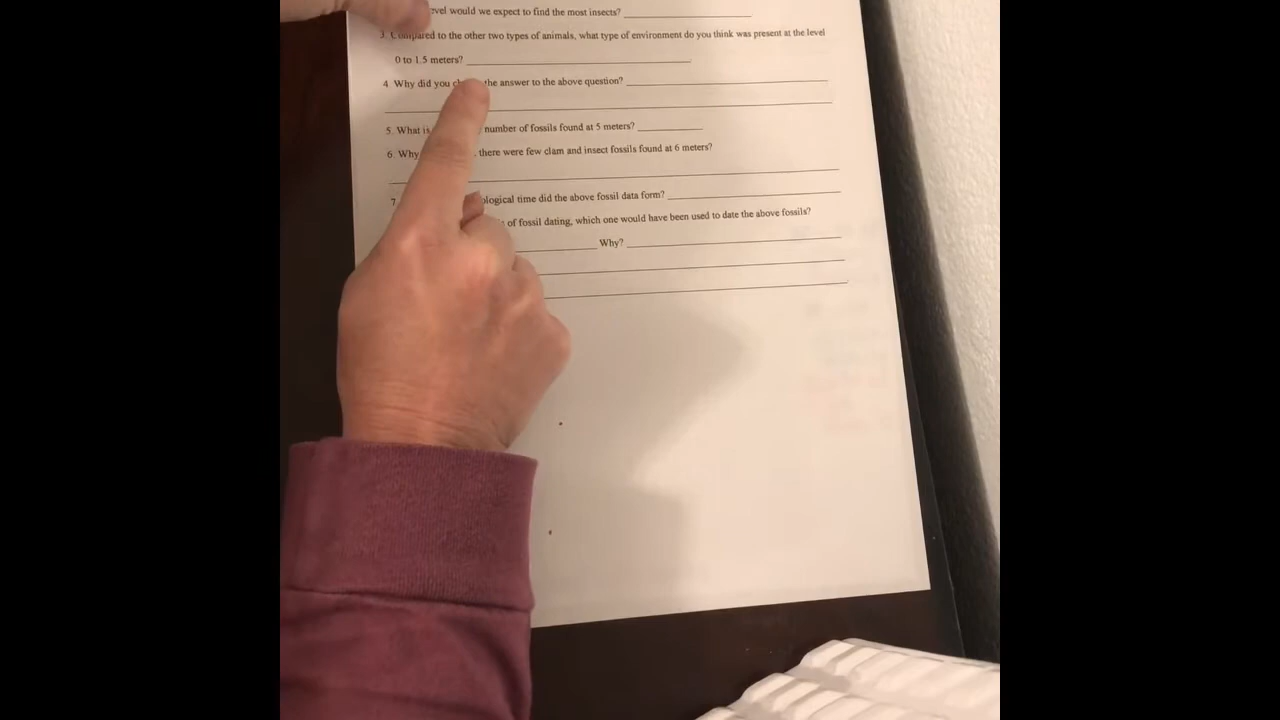 evel would we expect to find the most insects?
3. Compared to the other two types of animals, what type of environment do you think was present at the level
0 to 1.5 meters?
4 Why did you the answer to the above question?
5. What is number of fossils found at 5 meters?
6. Why there were few clam and insect fossils found at 6 meters?
7. ological time did the above fossil data form?
of fossil dating, which one would have been used to date the above fossils?
Why?